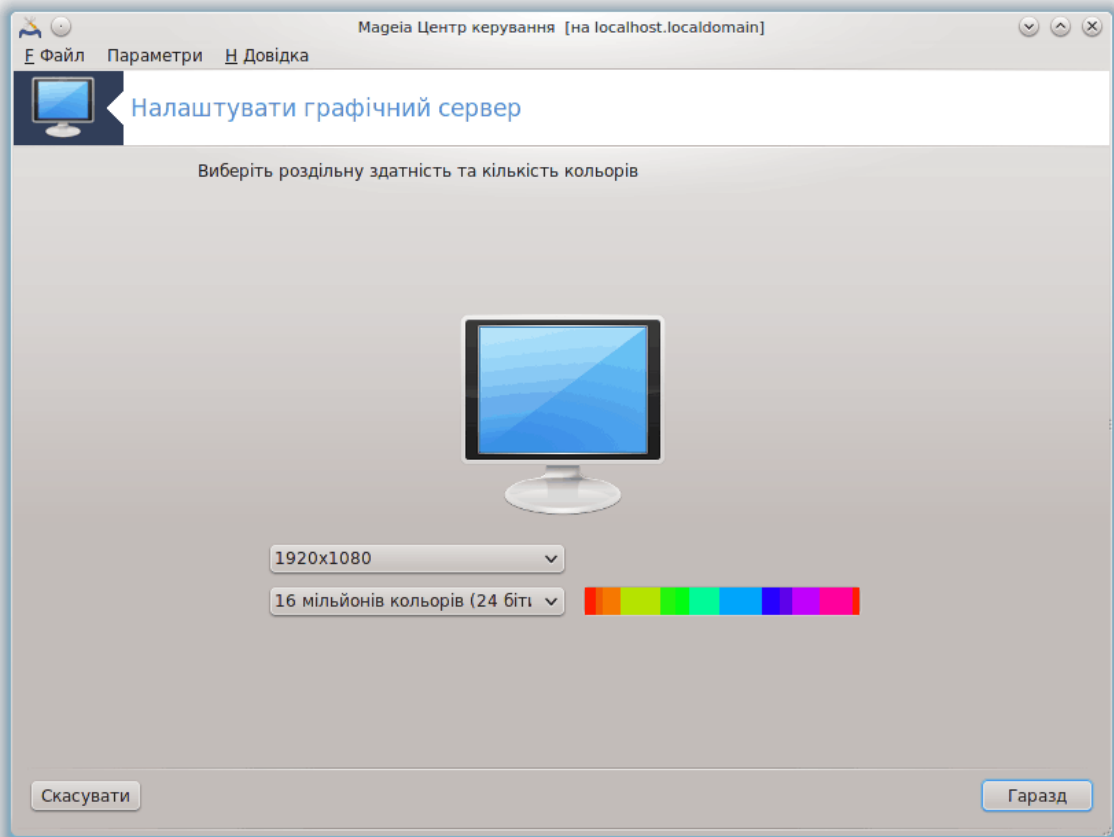 Mageia Центр керування [на localhost.localdomain]
F Файл Параметри H Довідка
Налаштувати графічний сервер
Виберіть роздільну здатність та кількість кольорів
1920x1080
16 мільйонів кольорів (24 біти
Скасувати Гаразд